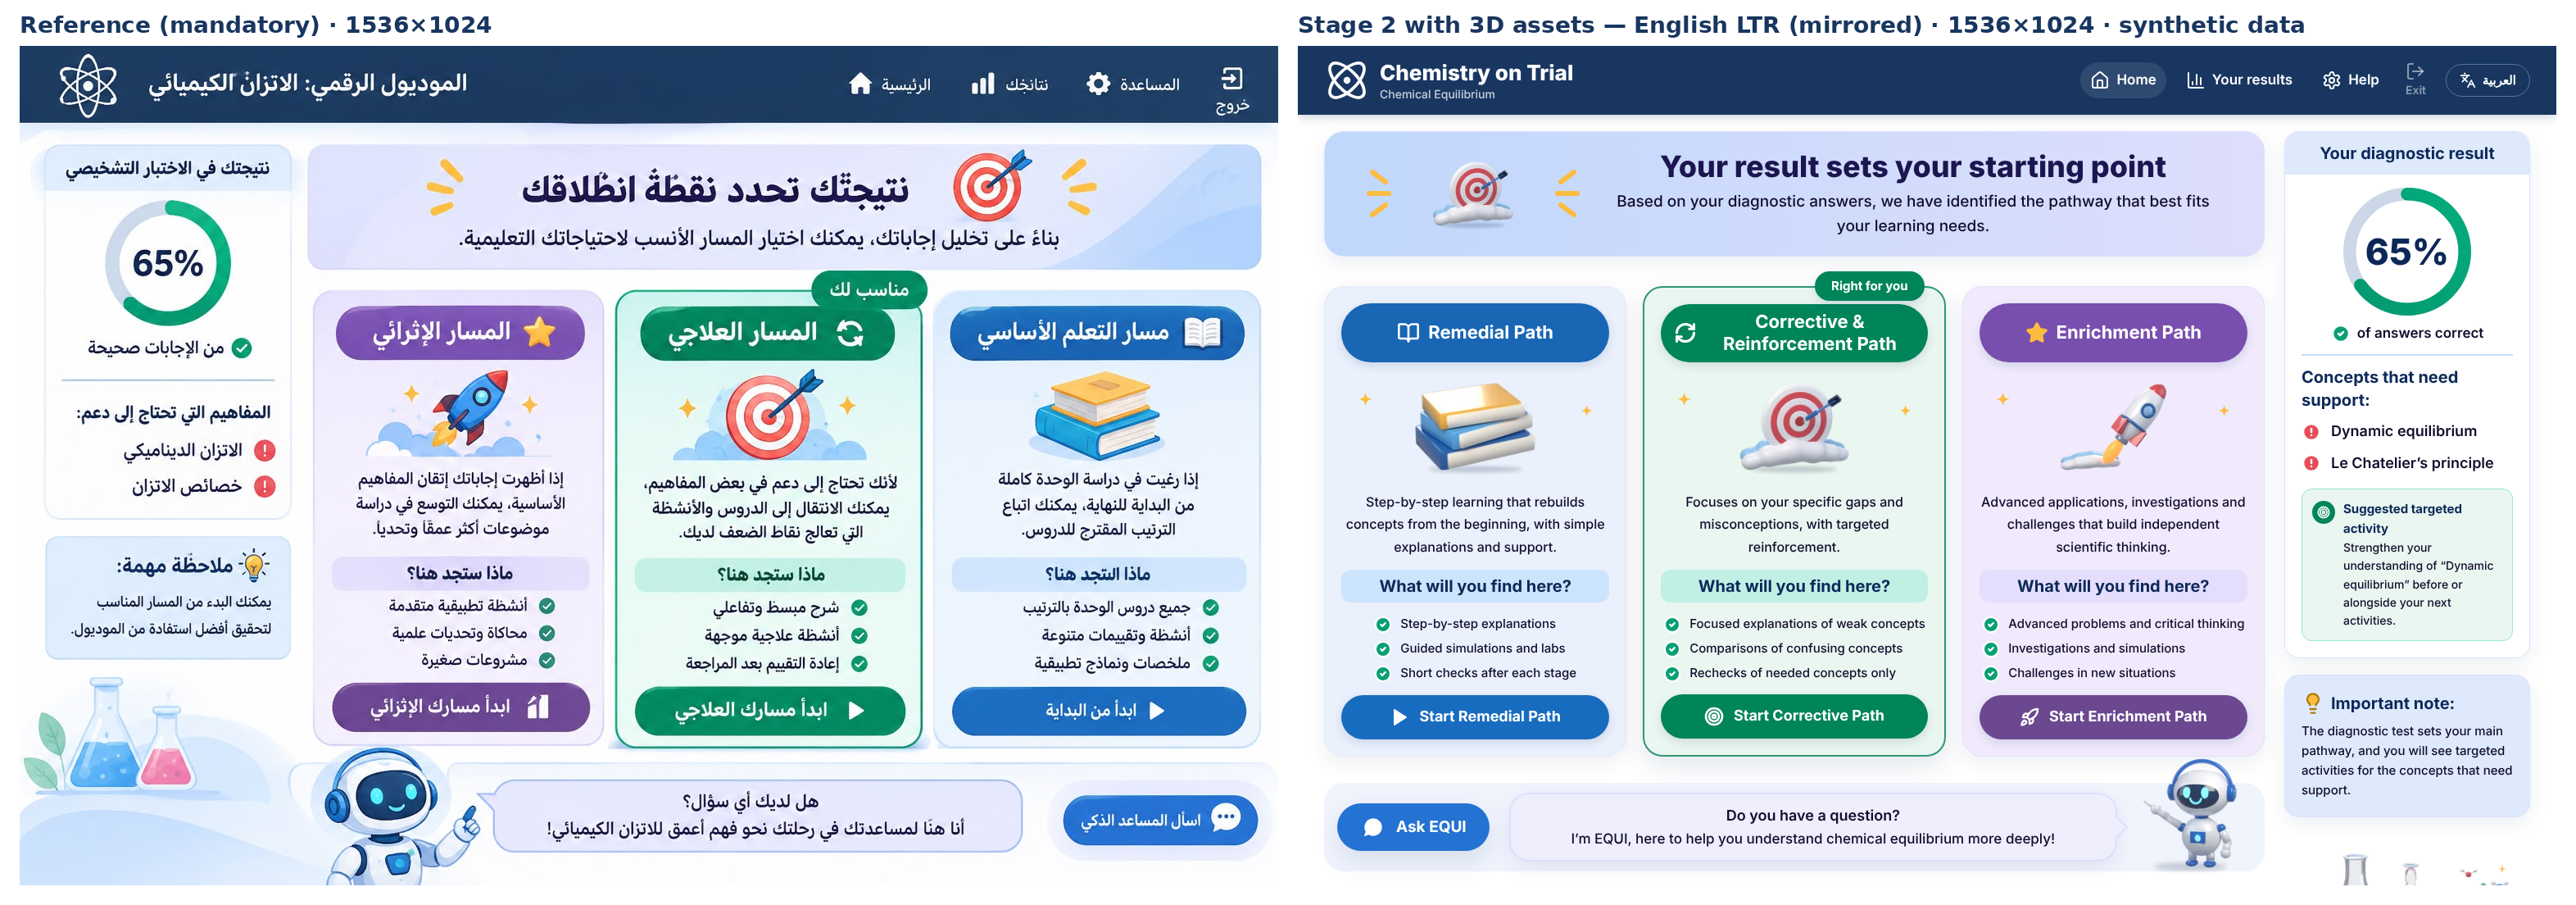 Reference (mandatory) · 1536×1024
الموديول الرقمي: الاتزان الكيميائي
الرئيسية
نتائجك
المساعدة
خروج
نتيجتك تحدد نقطة انطلاقك
بناءً على تحليل إجاباتك، يمكنك اختيار المسار الأنسب لاحتياجاتك التعليمية.
نتيجتك في الاختبار التشخيصي
65%
من الإجابات صحيحة
المفاهيم التي تحتاج إلى دعم:
الاتزان الديناميكي
خصائص الاتزان
ملاحظة مهمة:
يمكنك البدء من المسار المناسب
لتحقيق أفضل استفادة من الموديول.
مسار التعلم الأساسي
إذا رغبت في دراسة الوحدة كاملة
من البداية للنهاية، يمكنك اتباع
الترتيب المقترح للدروس.
ماذا ستجد هنا؟
جميع دروس الوحدة بالترتيب
أنشطة وتقييمات متنوعة
ملخصات ونماذج تطبيقية
ابدأ من البداية
مناسب لك
المسار العلاجي
لأنك تحتاج إلى دعم في بعض المفاهيم،
يمكنك الانتقال إلى الدروس والأنشطة
التي تعالج نقاط الضعف لديك.
ماذا ستجد هنا؟
شرح مبسط وتفاعلي
أنشطة علاجية موجهة
إعادة التقييم بعد المراجعة
ابدأ مسارك العلاجي
المسار الإثرائي
إذا أظهرت إجاباتك إتقان المفاهيم
الأساسية، يمكنك التوسع في دراسة
موضوعات أكثر عمقًا وتحدياً.
ماذا ستجد هنا؟
أنشطة تطبيقية متقدمة
محاكاة وتحديات علمية
مشروعات صغيرة
ابدأ مسارك الإثرائي
هل لديك أي سؤال؟
أنا هنا لمساعدتك في رحلتك نحو فهم أعمق للاتزان الكيميائي!
اسأل المساعد الذكي
Stage 2 with 3D assets — English LTR (mirrored) · 1536×1024 · synthetic data
Chemistry on Trial
Chemical Equilibrium
Home
Your results
Help
Exit
العربية
Your result sets your starting point
Based on your diagnostic answers, we have identified the pathway that best fits
your learning needs.
Remedial Path
Step-by-step learning that rebuilds
concepts from the beginning, with simple
explanations and support.
What will you find here?
Step-by-step explanations
Guided simulations and labs
Short checks after each stage
Start Remedial Path
Right for you
Corrective &
Reinforcement Path
Focuses on your specific gaps and
misconceptions, with targeted
reinforcement.
What will you find here?
Focused explanations of weak concepts
Comparisons of confusing concepts
Rechecks of needed concepts only
Start Corrective Path
Enrichment Path
Advanced applications, investigations and
challenges that build independent
scientific thinking.
What will you find here?
Advanced problems and critical thinking
Investigations and simulations
Challenges in new situations
Start Enrichment Path
Your diagnostic result
65%
of answers correct
Concepts that need
support:
Dynamic equilibrium
Le Chatelier’s principle
Suggested targeted
activity
Strengthen your
understanding of “Dynamic
equilibrium” before or
alongside your next
activities.
Important note:
The diagnostic test sets your main
pathway, and you will see targeted
activities for the concepts that need
support.
Ask EQUI
Do you have a question?
I’m EQUI, here to help you understand chemical equilibrium more deeply!